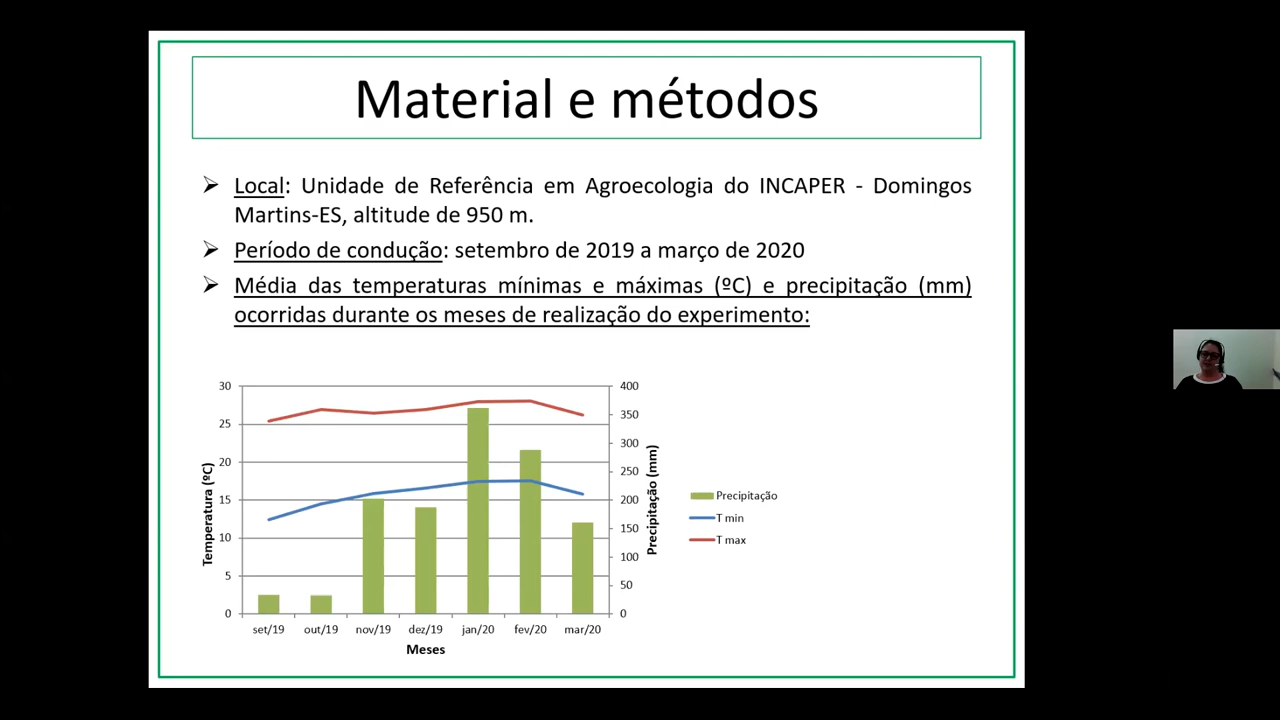 Material e métodos
Local: Unidade de Referência em Agroecologia do INCAPER - Domingos
Martins-ES, altitude de 950 m.
Período de condução: setembro de 2019 a março de 2020
Média das temperaturas mínimas e máximas (ºC) e precipitação (mm)
ocorridas durante os meses de realização do experimento:
30
25
20
15
10
5
0
Temperatura (ºC)
400
350
300
250
200
150
100
50
0
Precipitação (mm)
set/19 out/19 nov/19 dez/19 jan/20 fev/20 mar/20
Meses
Precipitação
T min
T max